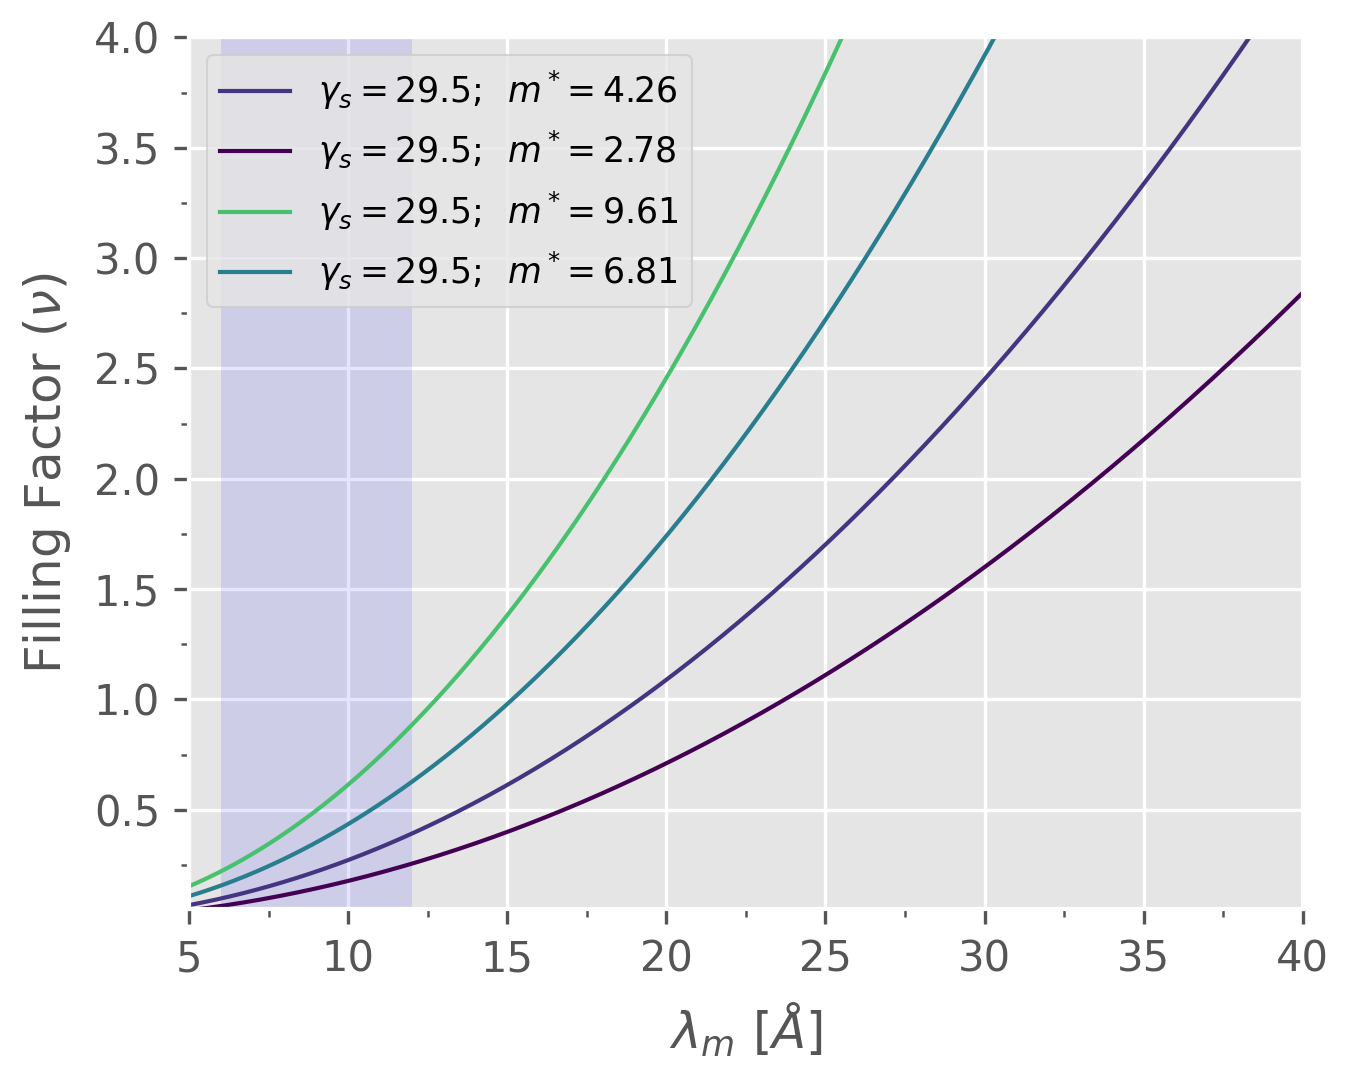 4.0
3.5
3.0
2.5
2.0
1.5
1.0
0.5
Filling Factor (ν)
γₛ = 29.5;  m* = 4.26
γₛ = 29.5;  m* = 2.78
γₛ = 29.5;  m* = 9.61
γₛ = 29.5;  m* = 6.81
5 10 15 20 25 30 35 40
λₘ [Å]